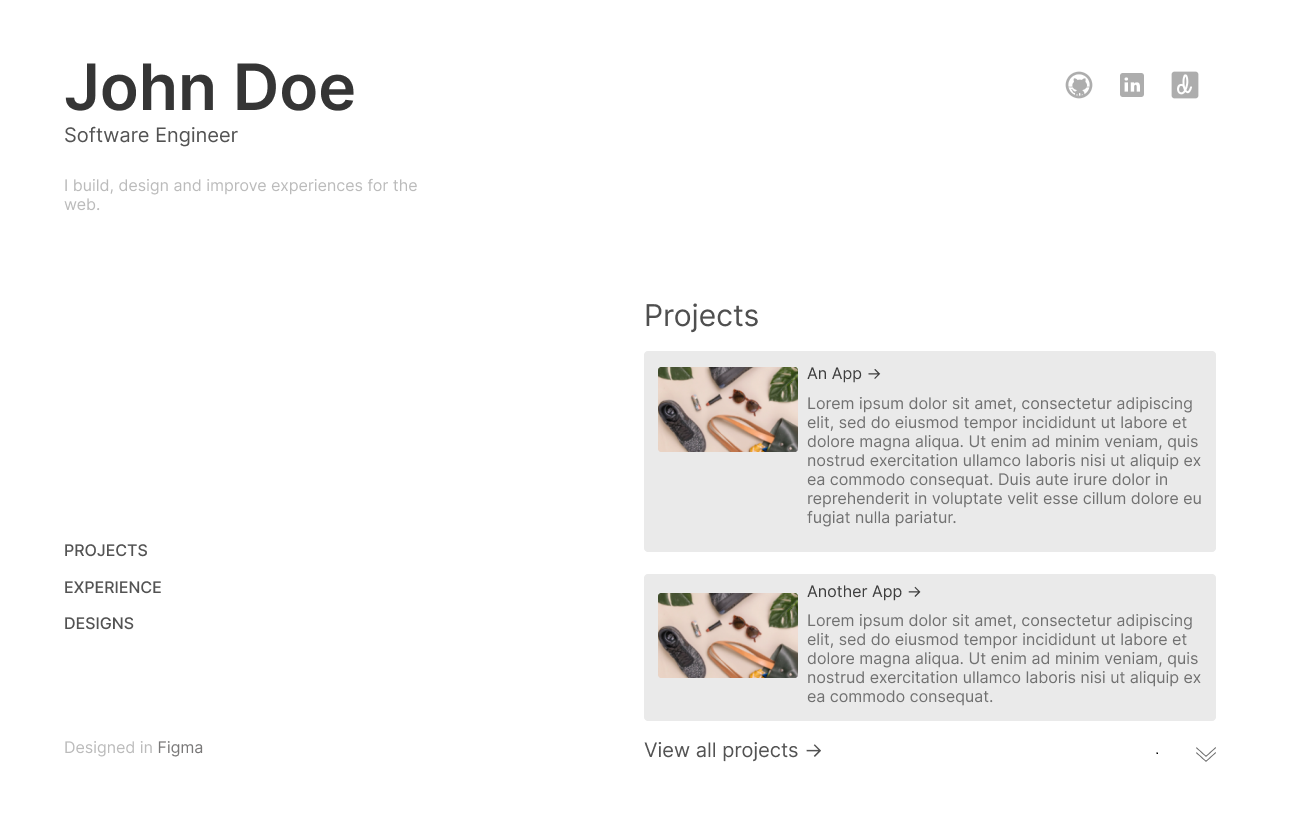 John Doe
Software Engineer
I build, design and improve experiences for the
web.
Projects
An App →
Lorem ipsum dolor sit amet, consectetur adipiscing
elit, sed do eiusmod tempor incididunt ut labore et
dolore magna aliqua. Ut enim ad minim veniam, quis
nostrud exercitation ullamco laboris nisi ut aliquip ex
ea commodo consequat. Duis aute irure dolor in
reprehenderit in voluptate velit esse cillum dolore eu
fugiat nulla pariatur.
PROJECTS
EXPERIENCE
DESIGNS
Another App →
Lorem ipsum dolor sit amet, consectetur adipiscing
elit, sed do eiusmod tempor incididunt ut labore et
dolore magna aliqua. Ut enim ad minim veniam, quis
nostrud exercitation ullamco laboris nisi ut aliquip ex
ea commodo consequat.
Designed in Figma
View all projects →
.